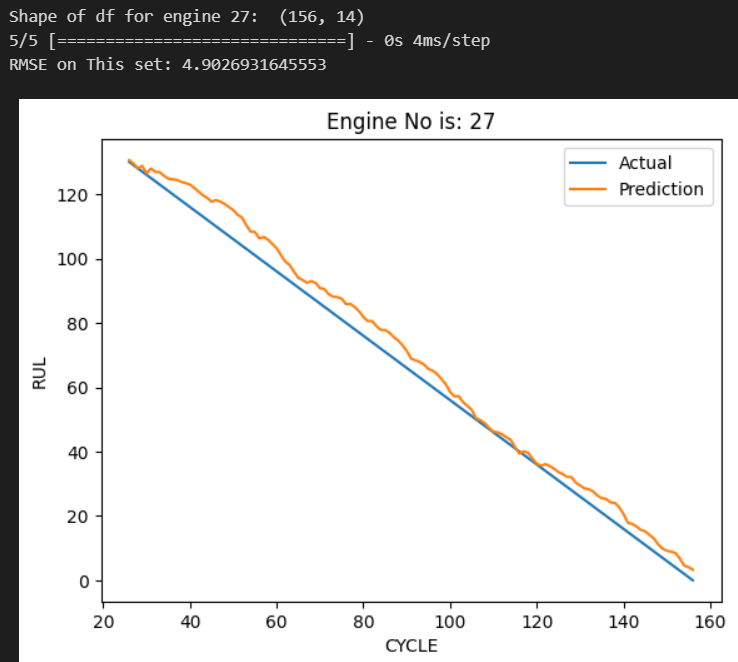 Shape of df for engine 27:  (156, 14)
5/5 [==============================] - 0s 4ms/step
RMSE on This set: 4.9026931645553
Engine No is: 27
Actual
Prediction
120
100
80
60
40
20
0
RUL
20 40 60 80 100 120 140 160
CYCLE